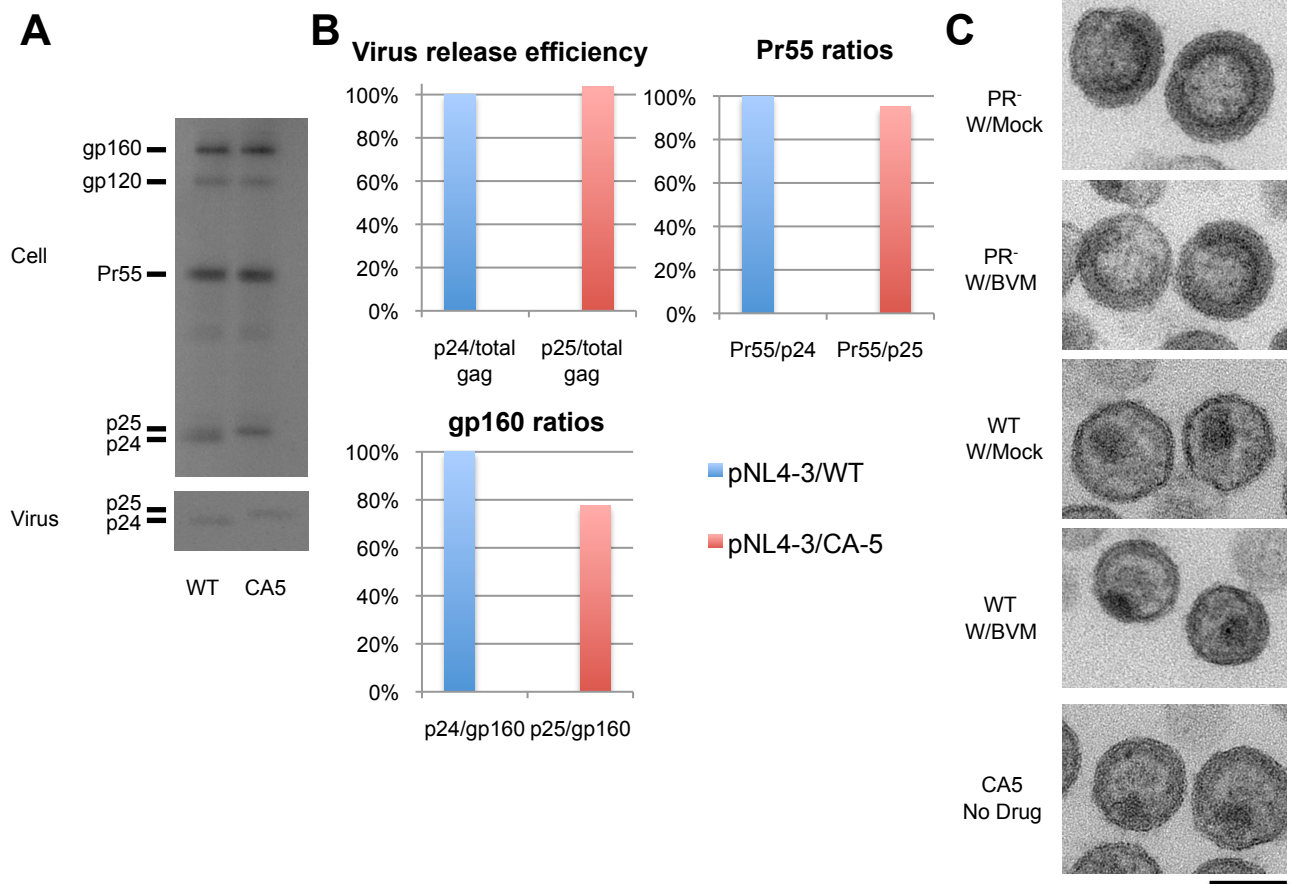 A
gp160
gp120
Cell
Pr55
p25
p24
Virus
p25
p24
WT CA5
B
Virus release efficiency
100%
80%
60%
40%
20%
0%
p24/total
gag
p25/total
gag
Pr55 ratios
100%
80%
60%
40%
20%
0%
Pr55/p24 Pr55/p25
gp160 ratios
100%
80%
60%
40%
20%
0%
p24/gp160 p25/gp160
pNL4-3/WT
pNL4-3/CA-5
C
PR-
W/Mock
PR-
W/BVM
WT
W/Mock
WT
W/BVM
CA5
No Drug